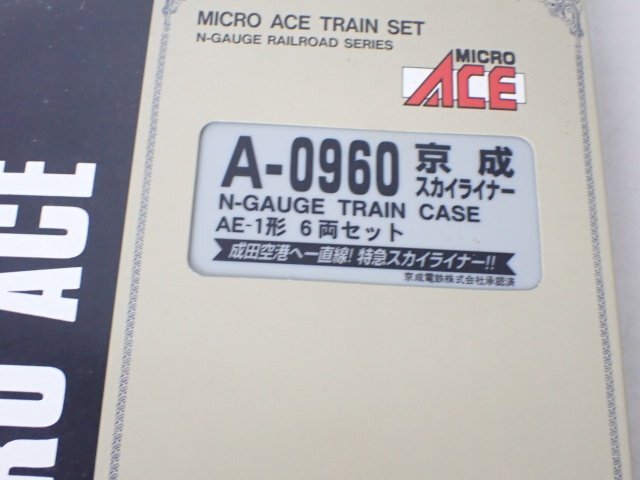 MICRO ACE TRAIN SET
N-GAUGE RAILROAD SERIES
MICRO
ACE
A-0960 京成
スカイライナー
N-GAUGE TRAIN CASE
AE-1形 6両セット
成田空港へ一直線! 特急スカイライナー!!
京成電鉄株式会社承認済
RO ACE